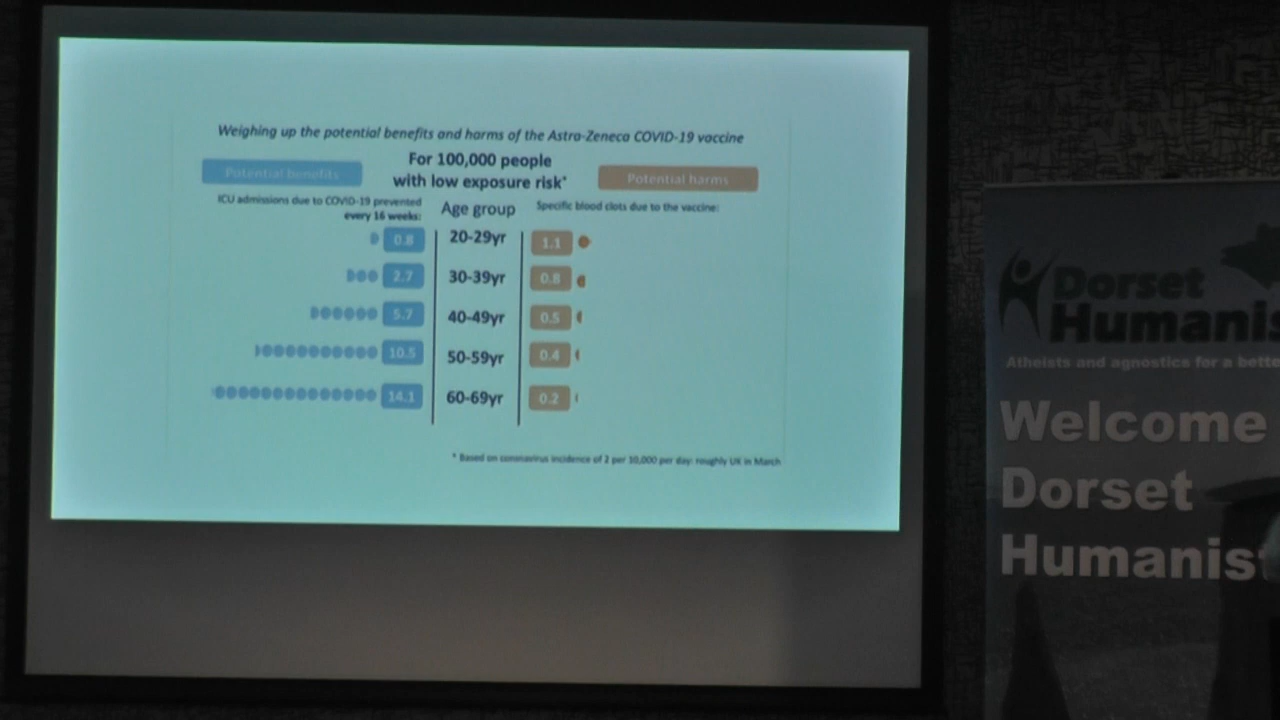 Weighing up the potential benefits and harms of the Astra-Zeneca COVID-19 vaccine
For 100,000 people
with low exposure risk*
Potential benefits
Potential harms
ICU admissions due to COVID-19 prevented
every 16 weeks:
Age group
Specific blood clots due to the vaccine:
0.8 20-29yr 1.1
2.7 30-39yr 0.8
5.7 40-49yr 0.5
10.5 50-59yr 0.4
14.1 60-69yr 0.2
* Based on coronavirus incidence of 2 per 10,000 per day: roughly UK in March
Dorset
Humanis
Atheists and agnostics for a bette
Welcome
Dorset
Humanist